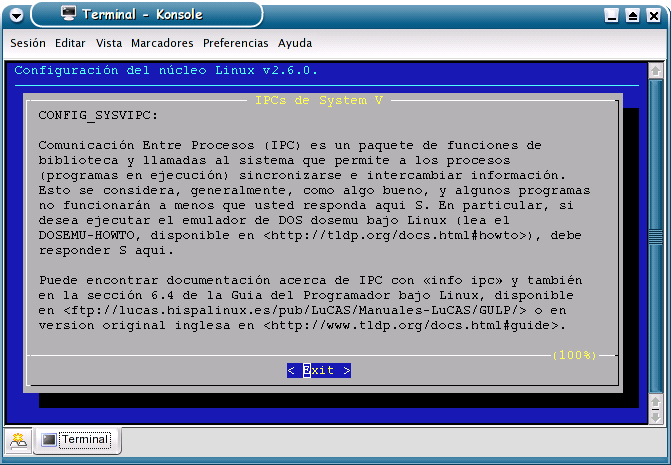 Terminal - Konsole
Sesión Editar Vista Marcadores Preferencias Ayuda
Configuración del núcleo Linux v2.6.0.
IPCs de System V
CONFIG_SYSVIPC:
Comunicación Entre Procesos (IPC) es un paquete de funciones de
biblioteca y llamadas al sistema que permite a los procesos
(programas en ejecución) sincronizarse e intercambiar información.
Esto se considera, generalmente, como algo bueno, y algunos programas
no funcionarán a menos que usted responda aqui S. En particular, si
desea ejecutar el emulador de DOS dosemu bajo Linux (lea el
DOSEMU-HOWTO, disponible en <http://tldp.org/docs.html#howto>), debe
responder S aqui.
Puede encontrar documentación acerca de IPC con «info ipc» y también
en la sección 6.4 de la Guia del Programador bajo Linux, disponible
en <ftp://lucas.hispalinux.es/pub/LuCAS/Manuales-LuCAS/GULP/> o en
version original inglesa en <http://www.tldp.org/docs.html#guide>.
(100%)
< Exit >
Terminal